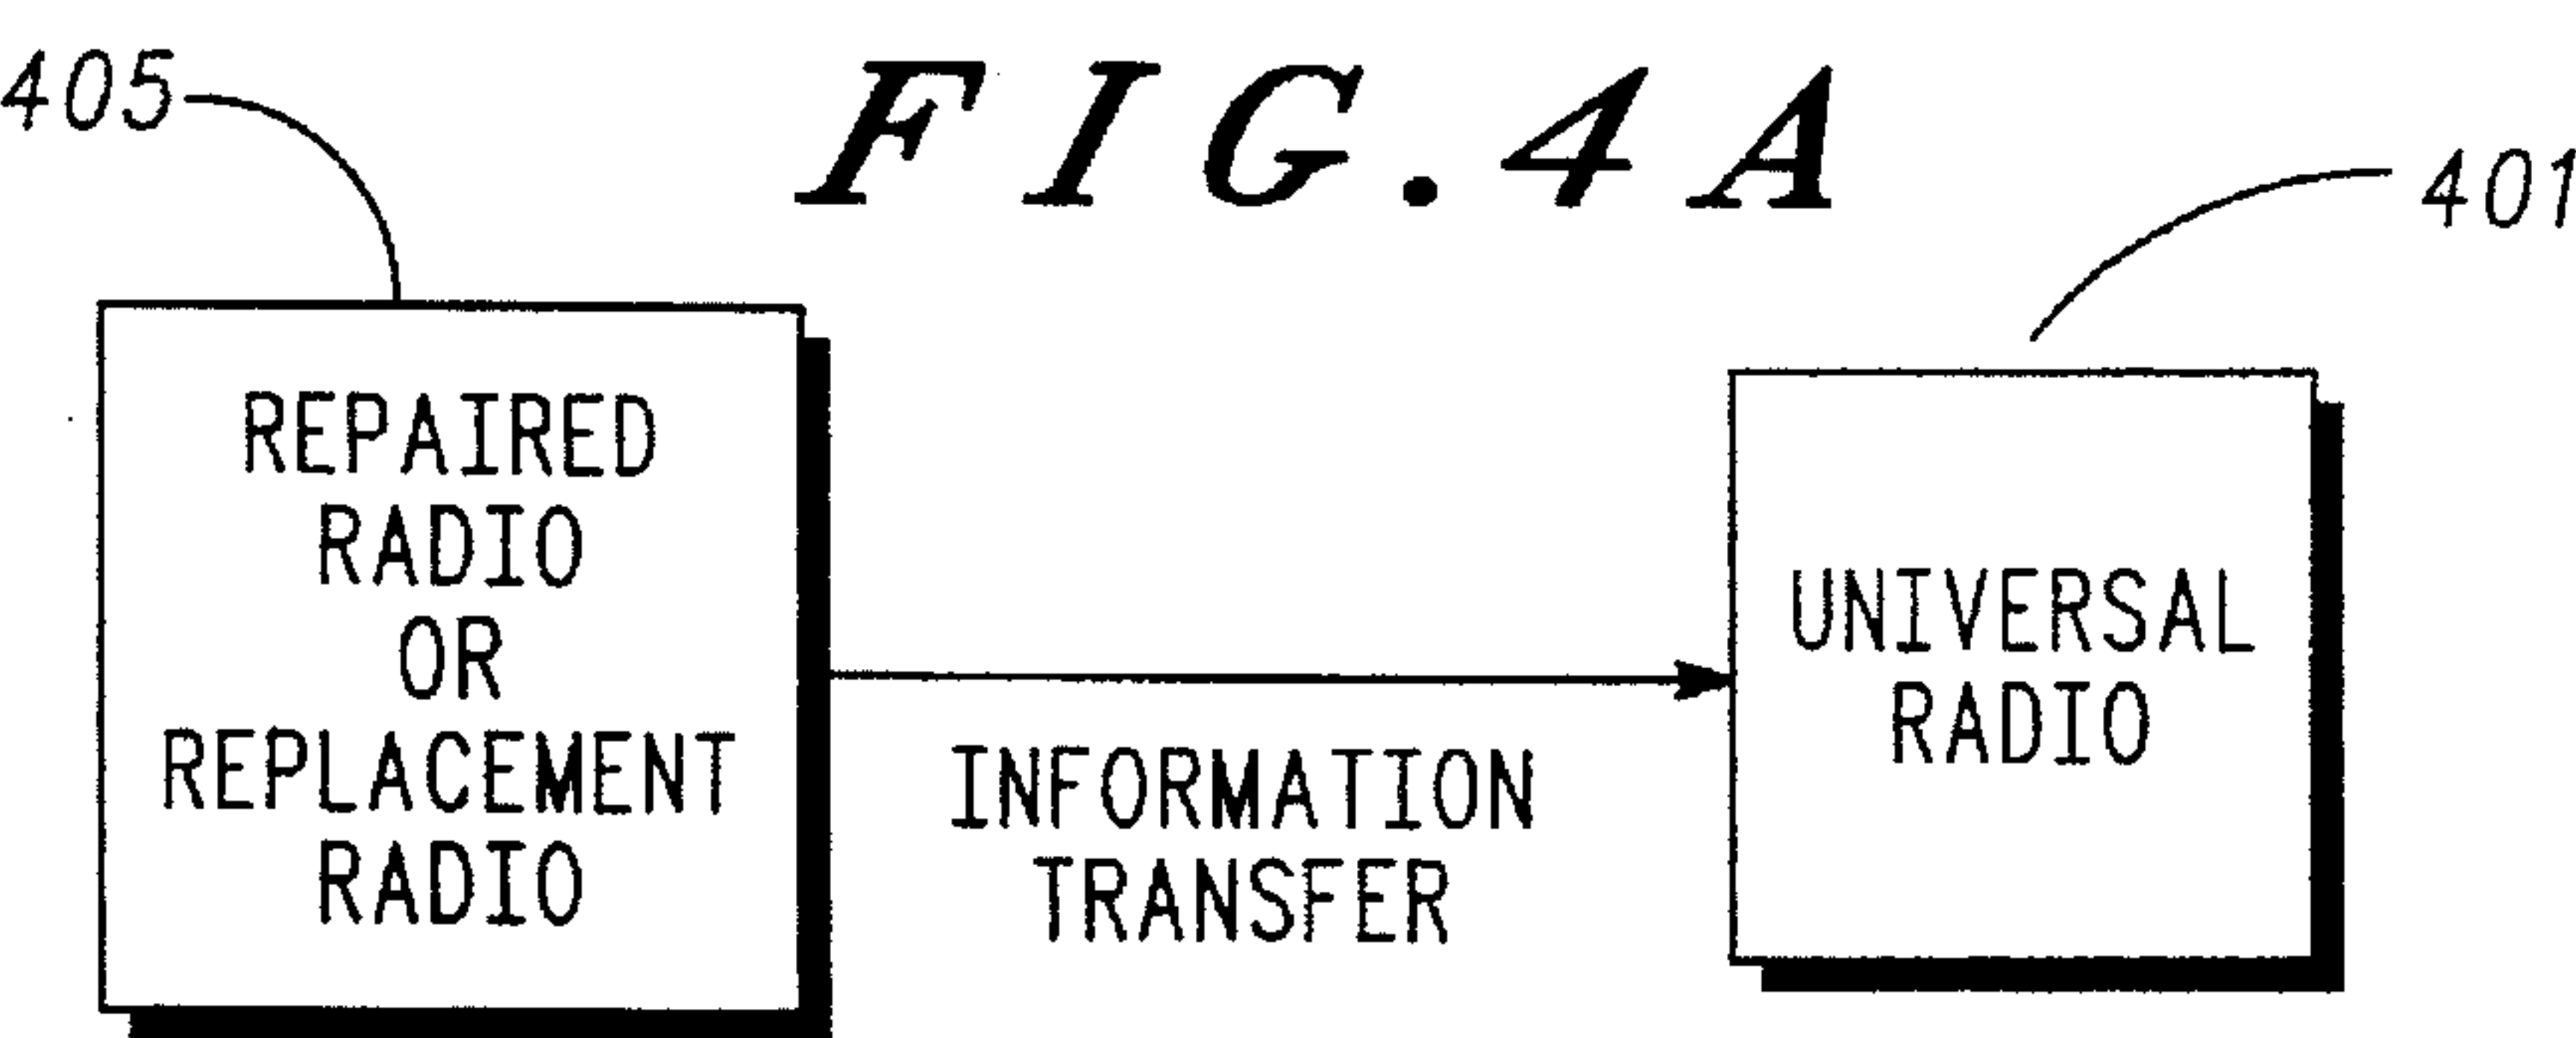 405
FIG.4A
401
REPAIRED
RADIO
OR
REPLACEMENT
RADIO
INFORMATION
TRANSFER
UNIVERSAL
RADIO